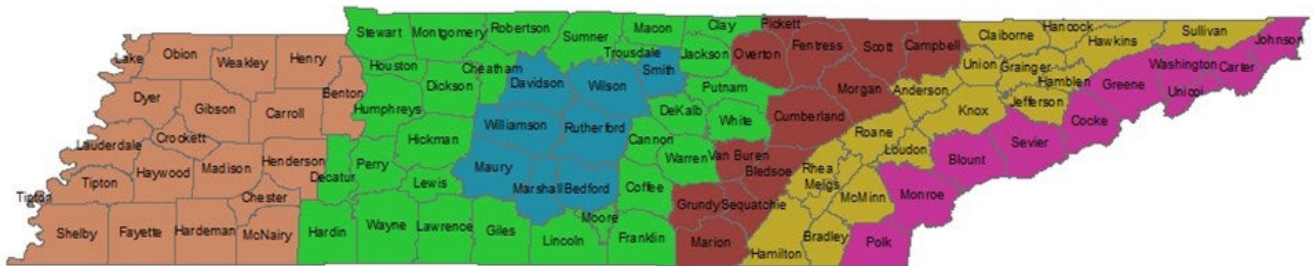 Lake
Obion
Weakley
Henry
Stewart
Montgomery
Robertson
Sumner
Macon
Clay
Pickett
Trousdale
Jackson
Overton
Fentress
Scott
Campbell
Claiborne
Hancock
Hawkins
Sullivan
Johnson
Dyer
Gibson
Carroll
Benton
Houston
Dickson
Cheatham
Davidson
Wilson
Smith
Putnam
Morgan
Anderson
Union
Grainger
Hamblen
Jefferson
Greene
Washington
Carter
Unicoi
Humphreys
Lauderdale
Crockett
Haywood
Madison
Henderson
Decatur
Perry
Hickman
Williamson
Rutherford
Cannon
DeKalb
White
Cumberland
Roane
Loudon
Knox
Sevier
Cocke
Tipton
Tipton
Chester
Lewis
Maury
Marshall
Bedford
Coffee
Warren
Van Buren
Bledsoe
Rhea
Meigs
McMinn
Monroe
Blount
Shelby
Fayette
Hardeman
McNairy
Hardin
Wayne
Lawrence
Giles
Lincoln
Moore
Franklin
Grundy
Sequatchie
Marion
Hamilton
Bradley
Polk